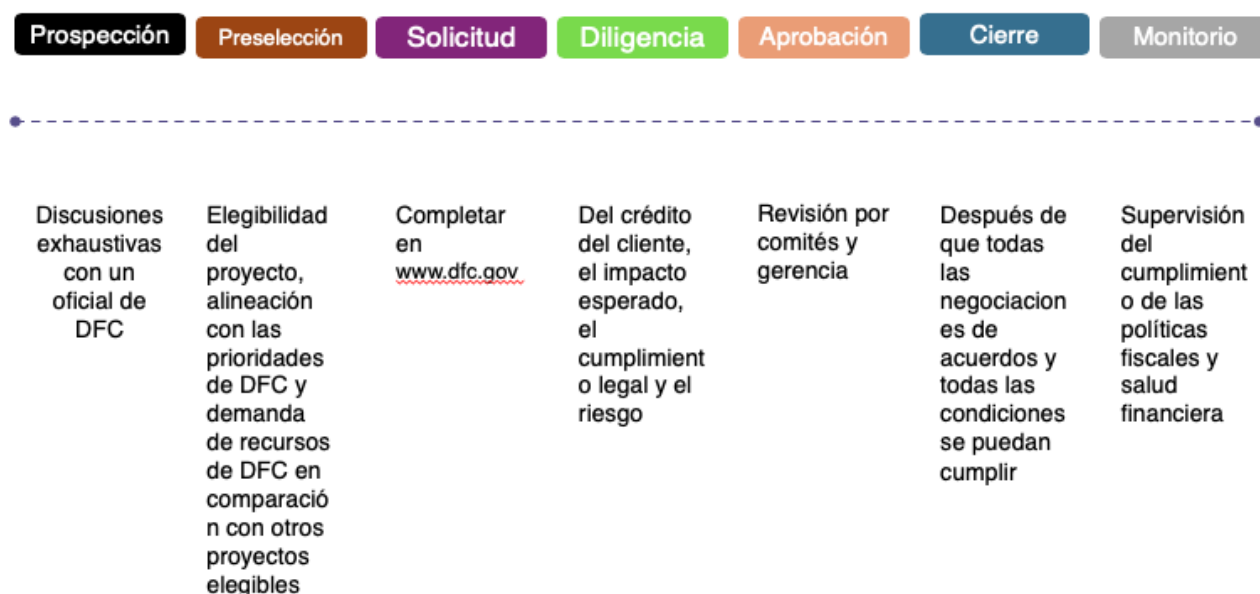 Prospección
Preselección
Solicitud
Diligencia
Aprobación
Cierre
Monitorio
Discusiones
exhaustivas
con un
oficial de
DFC
Elegibilidad
del
proyecto,
alineación
con las
prioridades
de DFC y
demanda
de recursos
de DFC en
comparació
n con otros
proyectos
elegibles
Completar
en
www.dfc.gov
Del crédito
del cliente,
el impacto
esperado,
el
cumplimient
o legal y el
riesgo
Revisión por
comités y
gerencia
Después de
que todas
las
negociacion
es de
acuerdos y
todas las
condiciones
se puedan
cumplir
Supervisión
del
cumplimient
o de las
políticas
fiscales y
salud
financiera